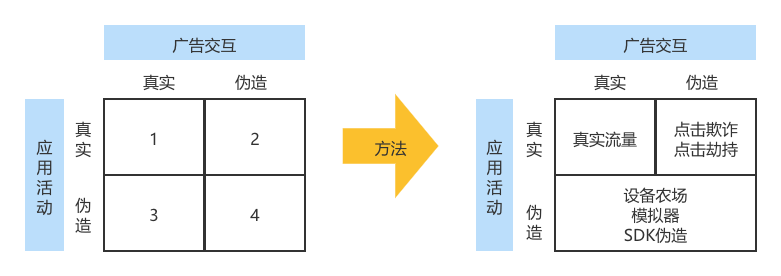 广告交互
真实 伪造
应用活动
真实
1 2
伪造
3 4
方法
广告交互
真实 伪造
应用活动
真实
真实流量
点击欺诈
点击劫持
伪造
设备农场
模拟器
SDK伪造